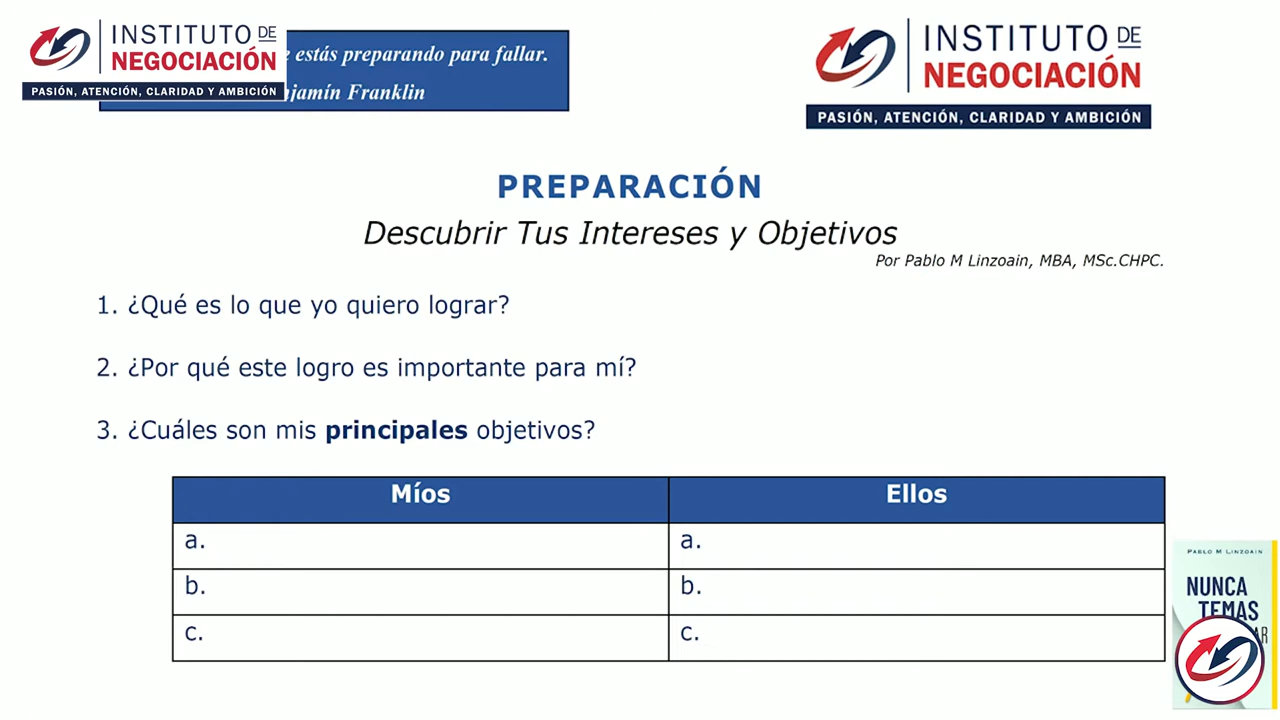 INSTITUTO DE
NEGOCIACIÓN
PASIÓN, ATENCIÓN, CLARIDAD Y AMBICIÓN
estás preparando para fallar.
Franklin
INSTITUTO DE
NEGOCIACIÓN
PASIÓN, ATENCIÓN, CLARIDAD Y AMBICIÓN
PREPARACIÓN
Descubrir Tus Intereses y Objetivos
Por Pablo M Linzoain, MBA, MSc.CHPC.
1. ¿Qué es lo que yo quiero lograr?
2. ¿Por qué este logro es importante para mí?
3. ¿Cuáles son mis principales objetivos?
Míos Ellos
a. a.
b. b.
c. c.
PABLO M LINZOAIN
NUNCA
TEMAS